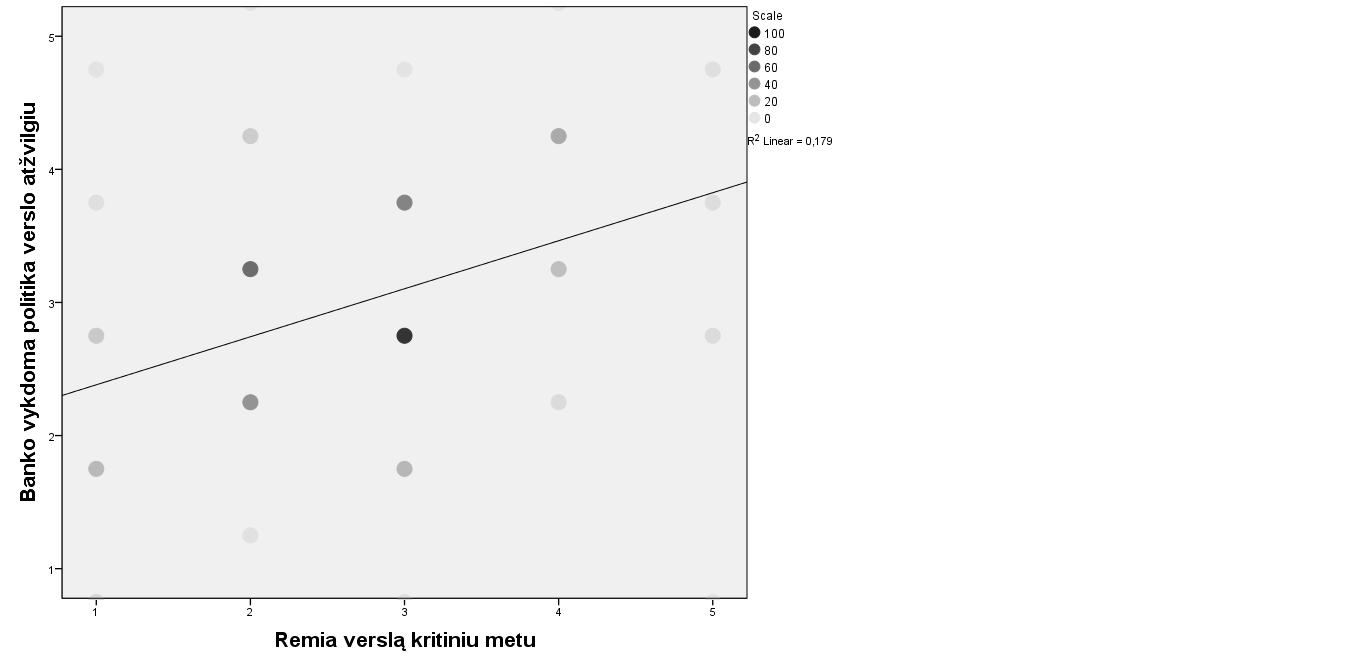 Scale
100
80
60
40
20
0
R2 Linear = 0,179
Banko vykdoma politika verslo atžvilgiu
5
4
3
2
1
1 2 3 4 5
Remia verslą kritiniu metu